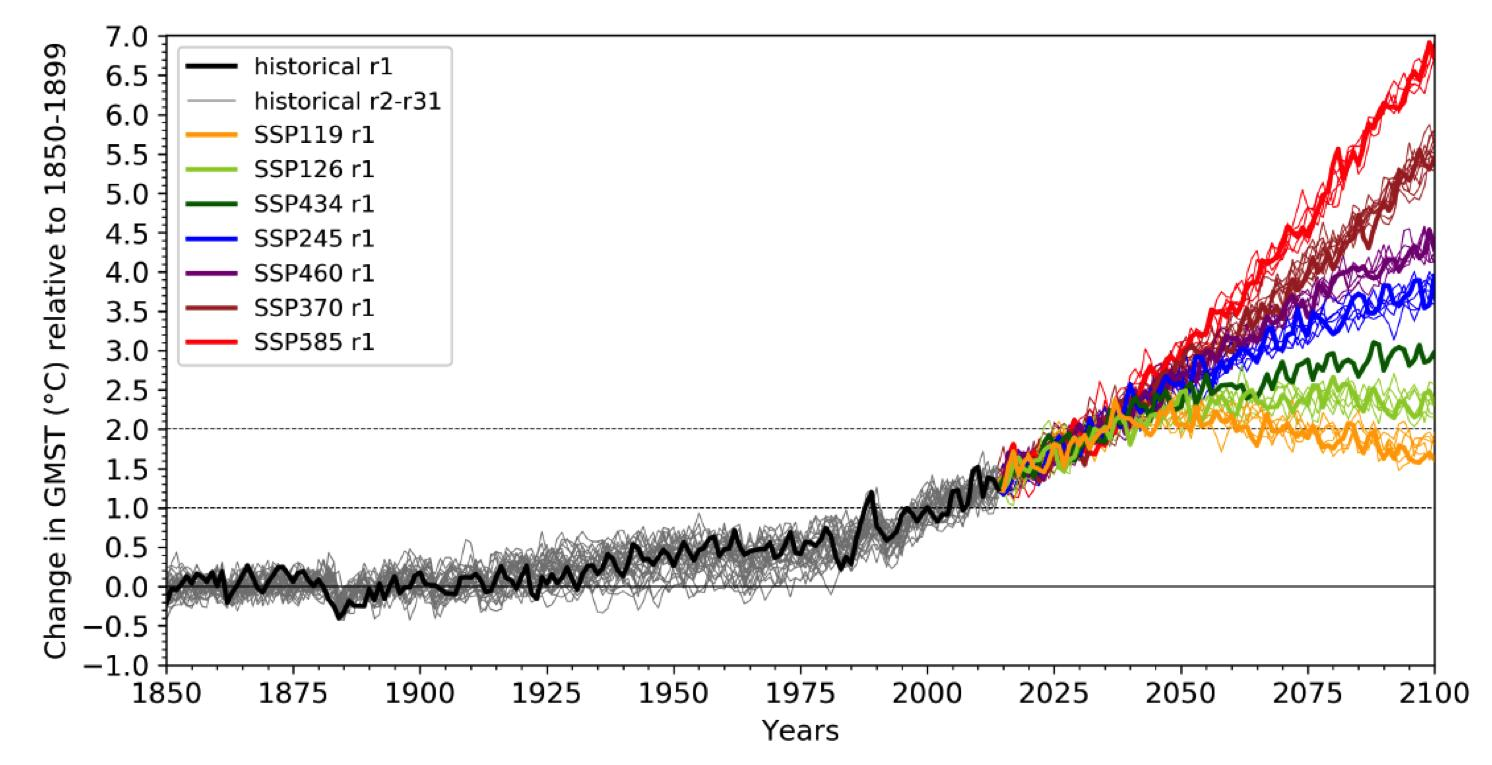 Change in GMST (°C) relative to 1850-1899
7.0
6.5
6.0
5.5
5.0
4.5
4.0
3.5
3.0
2.5
2.0
1.5
1.0
0.5
0.0
−0.5
−1.0
historical r1
historical r2-r31
SSP119 r1
SSP126 r1
SSP434 r1
SSP245 r1
SSP460 r1
SSP370 r1
SSP585 r1
1850 1875 1900 1925 1950 1975 2000 2025 2050 2075 2100
Years